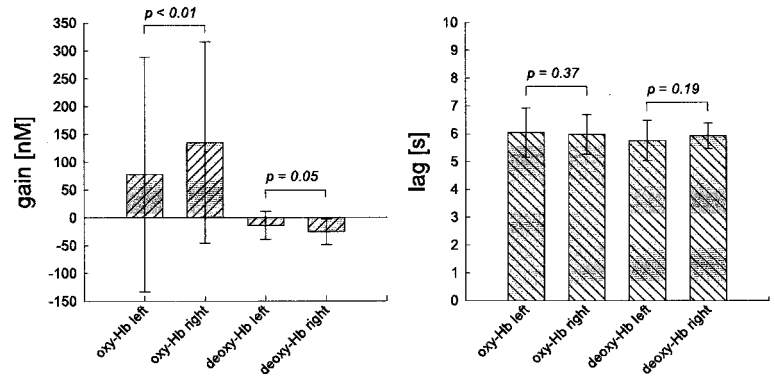 p < 0.01
350
300
250
200
150
100
50
0
-50
-100
-150
gain [nM]
p = 0.05
oxy-Hb left
oxy-Hb right
deoxy-Hb left
deoxy-Hb right
10
9
8
7
6
5
4
3
2
1
0
lag [s]
p = 0.37
p = 0.19
oxy-Hb left
oxy-Hb right
deoxy-Hb left
deoxy-Hb right